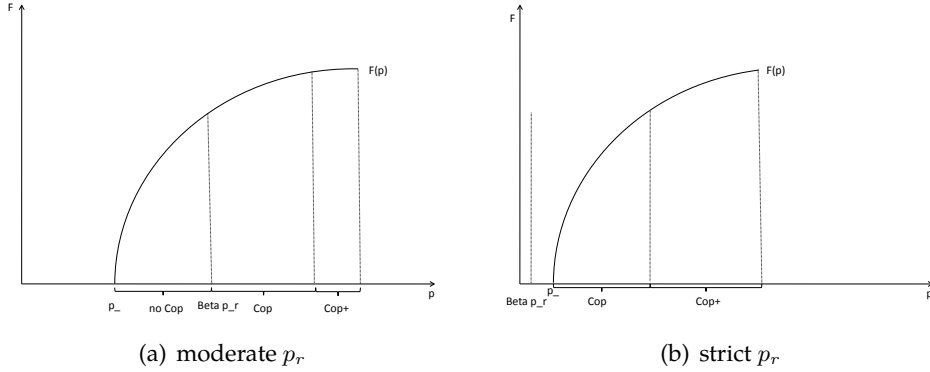 F
F(p)
p_
no Cop
Beta p_r
Cop
Cop+
p
(a) moderate p_r
F
F(p)
Beta p_r
p_
Cop
Cop+
p
(b) strict p_r